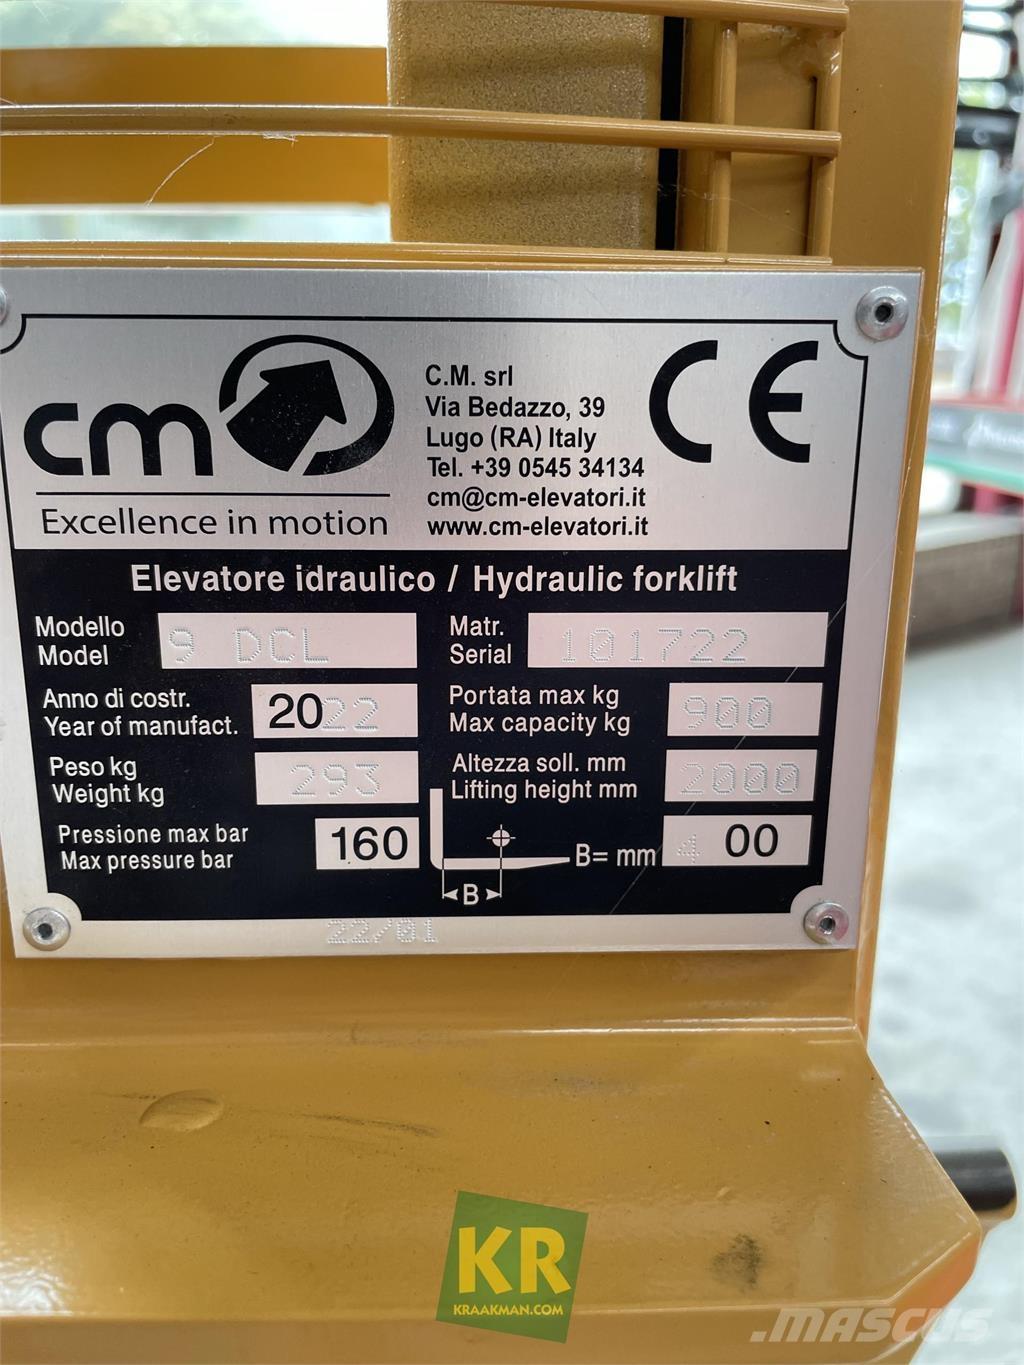 cm
Excellence in motion
C.M. srl
Via Bedazzo, 39
Lugo (RA) Italy
Tel. +39 0545 34134
cm@cm-elevatori.it
www.cm-elevatori.it
CE
Elevatore idraulico / Hydraulic forklift
Modello
Model
9 DCL
Matr.
Serial
101722
Anno di costr.
Year of manufact.
2022
Portata max kg
Max capacity kg
900
Peso kg
Weight kg
293
Altezza soll. mm
Lifting height mm
2000
Pressione max bar
Max pressure bar
160
B
B= mm
400
22/01
KR
KRAAKMAN.COM
MASCUS